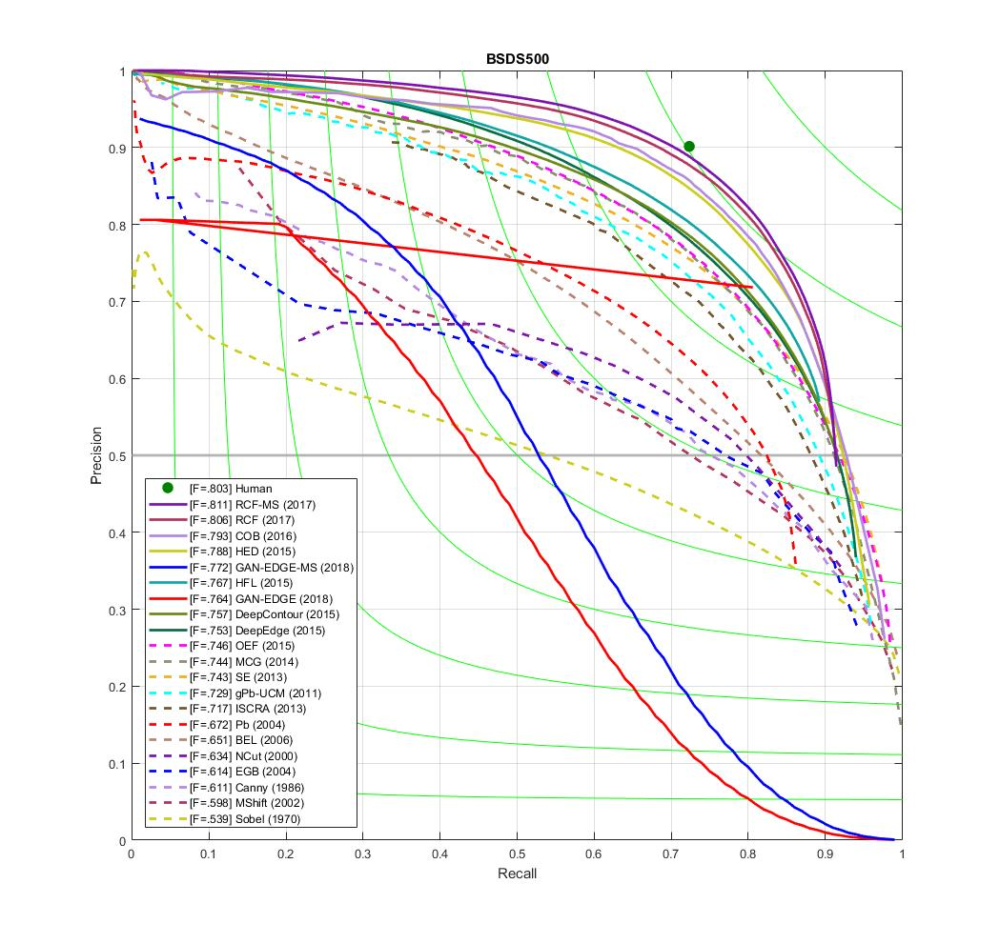 BSDS500
1
0.9
0.8
0.7
0.6
0.5
0.4
0.3
0.2
0.1
0
Precision
[F=.803] Human
[F=.811] RCF-MS (2017)
[F=.806] RCF (2017)
[F=.793] COB (2016)
[F=.788] HED (2015)
[F=.772] GAN-EDGE-MS (2018)
[F=.767] HFL (2015)
[F=.764] GAN-EDGE (2018)
[F=.757] DeepContour (2015)
[F=.753] DeepEdge (2015)
[F=.746] OEF (2015)
[F=.744] MCG (2014)
[F=.743] SE (2013)
[F=.729] gPb-UCM (2011)
[F=.717] ISCRA (2013)
[F=.672] Pb (2004)
[F=.651] BEL (2006)
[F=.634] NCut (2000)
[F=.614] EGB (2004)
[F=.611] Canny (1986)
[F=.598] MShift (2002)
[F=.539] Sobel (1970)
0 0.1 0.2 0.3 0.4 0.5 0.6 0.7 0.8 0.9 1
Recall